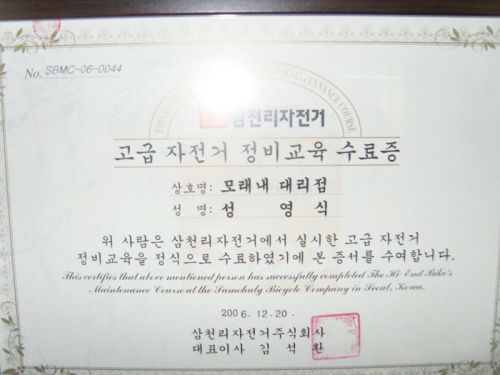 No. SBMC-06-0044
삼천리자전거
고급 자전거 정비교육 수료증
상호명: 모래내 대리점
성 명: 성 영 식
위 사람은 삼천리자전거에서 실시한 고급 자전거
정비교육을 정식으로 수료하였기에 본 증서를 수여합니다.
This certifies that above mentioned person has successfully completed The Hi-End Bike's
Maintenance Course at the Samchuly Bicycle Company in Seoul, Korea.
2006. 12. 20.
삼천리자전거주식회사
대표이사 김 석 환